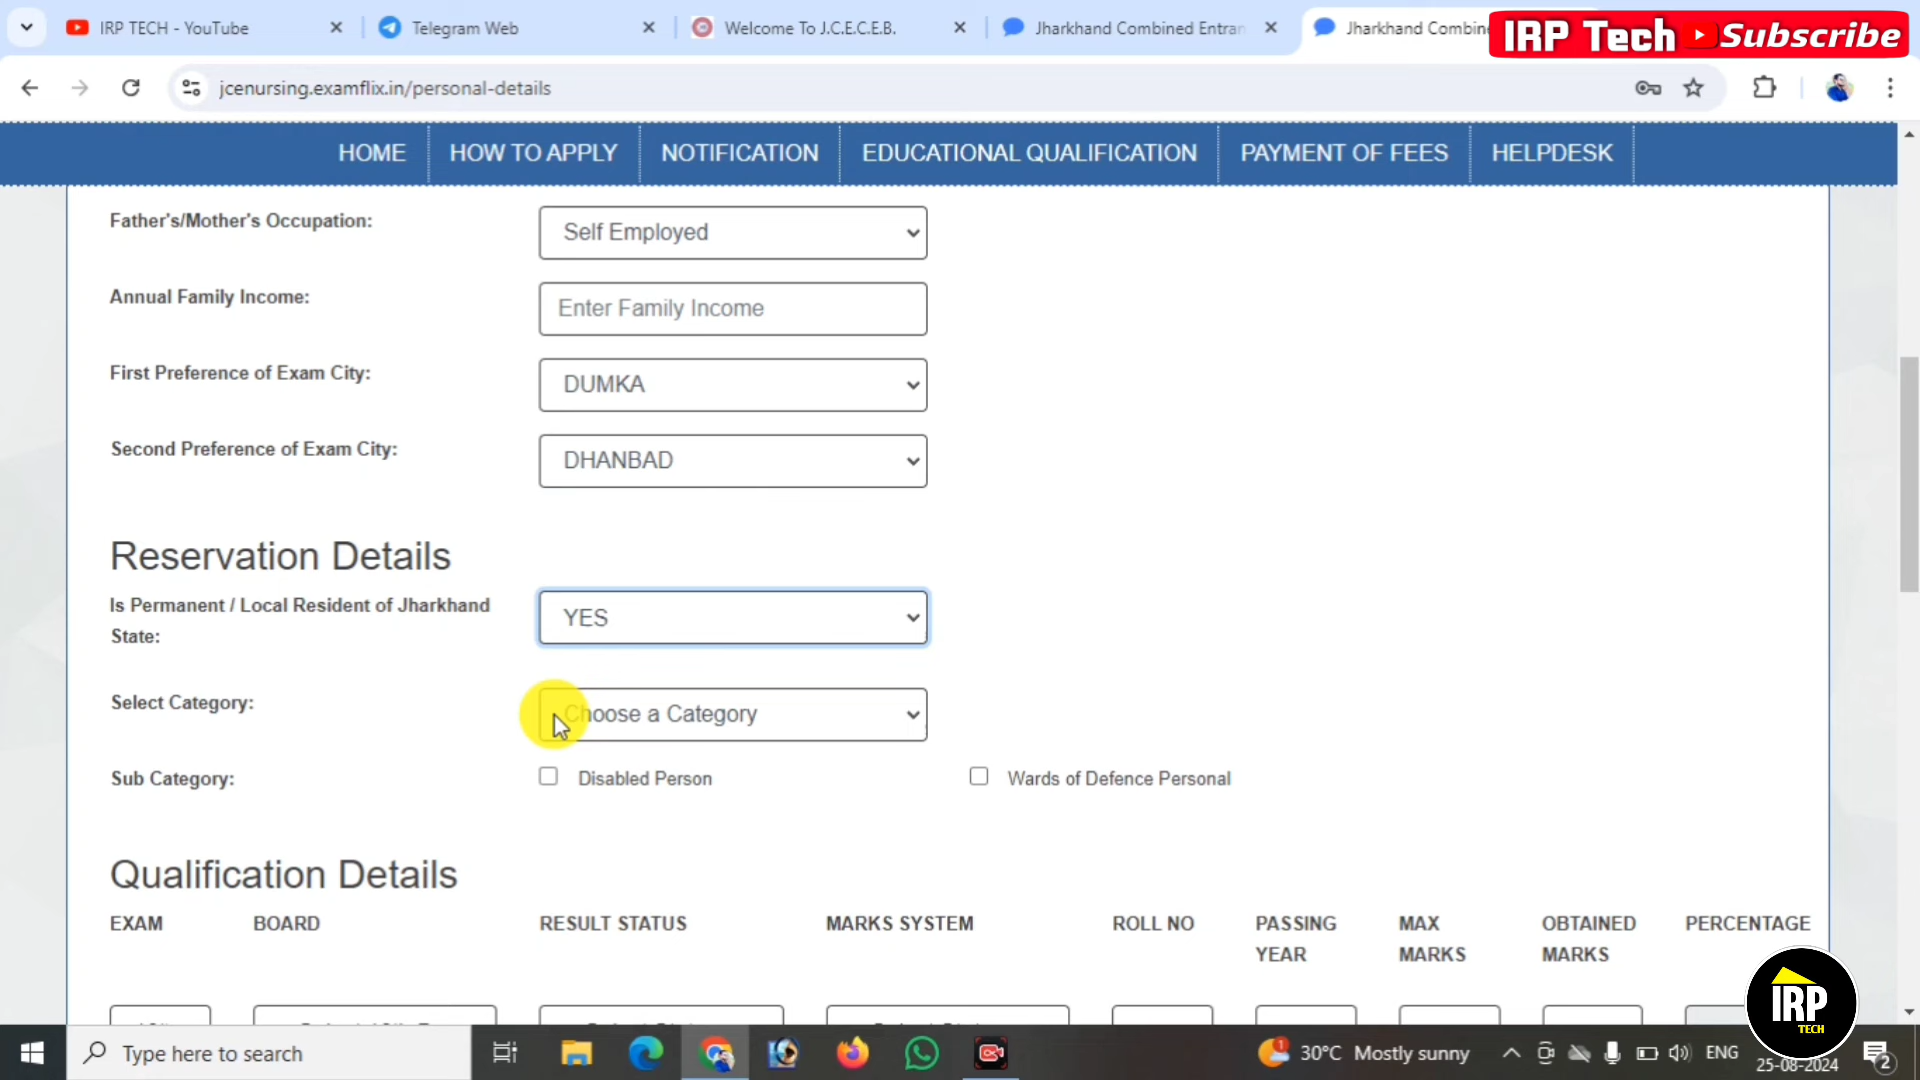 IRP TECH - YouTube
Telegram Web
Welcome To J.C.E.C.E.B.
Jharkhand Combined Entran
Jharkhand Combine
IRP Tech Subscribe
jcenursing.examflix.in/personal-details
HOME
HOW TO APPLY
NOTIFICATION
EDUCATIONAL QUALIFICATION
PAYMENT OF FEES
HELPDESK
Father's/Mother's Occupation:
Self Employed
Annual Family Income:
Enter Family Income
First Preference of Exam City:
DUMKA
Second Preference of Exam City:
DHANBAD
Reservation Details
Is Permanent / Local Resident of Jharkhand
State:
YES
Select Category:
Choose a Category
Sub Category:
Disabled Person
Wards of Defence Personal
Qualification Details
EXAM
BOARD
RESULT STATUS
MARKS SYSTEM
ROLL NO
PASSING
YEAR
MAX
MARKS
OBTAINED
MARKS
PERCENTAGE
IRP
TECH
Type here to search
1
30°C Mostly sunny
ENG
25-08-2024
2